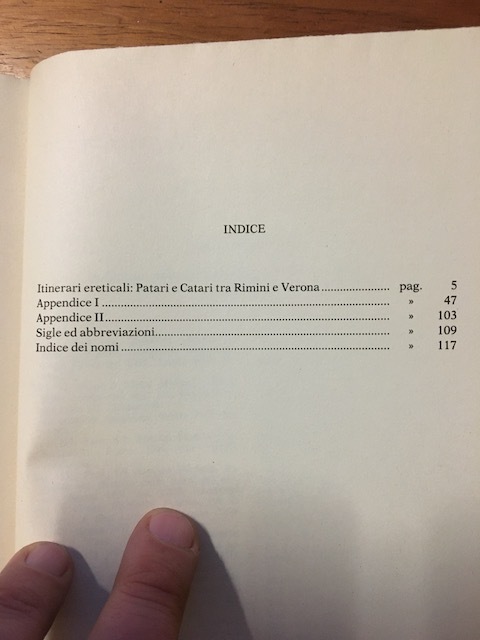 INDICE
Itinerari ereticali: Patari e Catari tra Rimini e Verona ..................... pag. 5
Appendice I .................................................................................... » 47
Appendice II.................................................................................... » 103
Sigle ed abbreviazioni..................................................................... » 109
Indice dei nomi ............................................................................... » 117